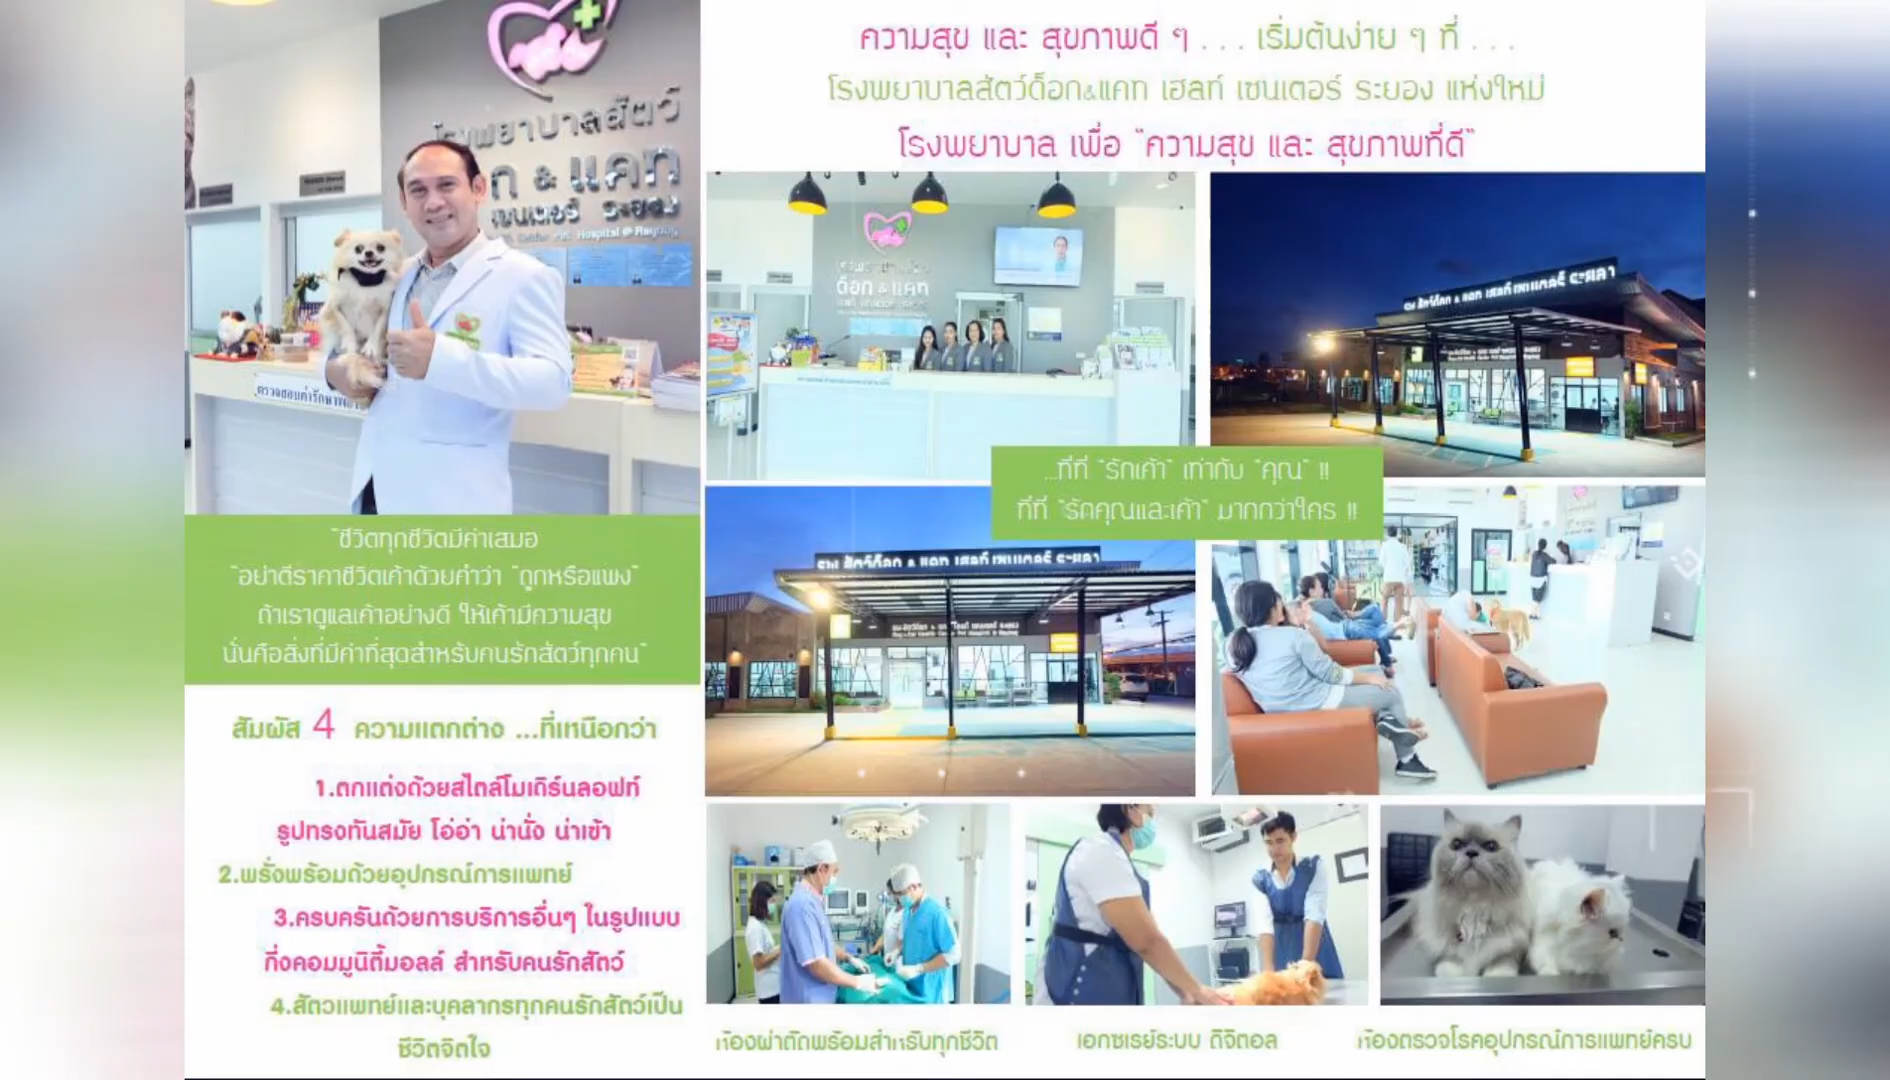 ความสุข และ สุขภาพดี ๆ . . . เริ่มต้นง่าย ๆ ที่ . . .
โรงพยาบาลสัตว์ด็อก&แคท เฮลท์ เซนเตอร์ ระยอง แห่งใหม่
โรงพยาบาล เพื่อ "ความสุข และ สุขภาพที่ดี"
โรงพยาบาลสัตว์
ก & แคท
เซนเตอร์ ระยอง
ตรวจสอบค่ารักษาพยา
ด็อก & แคท
...ที่ที่ "รักเค้า" เท่ากับ "คุณ" !!
ที่ที่ "รักคุณและเค้า" มากกว่าใคร !!
"ชีวิตทุกชีวิตมีค่าเสมอ
"อย่าตีราคาชีวิตเค้าด้วยคำว่า "ถูกหรือแพง"
ถ้าเราดูแลเค้าอย่างดี ให้เค้ามีความสุข
นั่นคือสิ่งที่มีค่าที่สุดสำหรับคนรักสัตว์ทุกคน"
สัมผัส 4 ความแตกต่าง ...ที่เหนือกว่า
1.ตกแต่งด้วยสไตล์โมเดิร์นลอฟท์
รูปทรงทันสมัย โอ่อ่า น่านั่ง น่าเข้า
2.พรั่งพร้อมด้วยอุปกรณ์การแพทย์
3.ครบครันด้วยการบริการอื่นๆ ในรูปแบบ
กึ่งคอมมูนิตี้มอลล์ สำหรับคนรักสัตว์
4.สัตวแพทย์และบุคลากรทุกคนรักสัตว์เป็น
ชีวิตจิตใจ
ห้องผ่าตัดพร้อมสำหรับทุกชีวิต
เอกซเรย์ระบบ ดิจิตอล
ห้องตรวจโรคอุปกรณ์การแพทย์ครบ